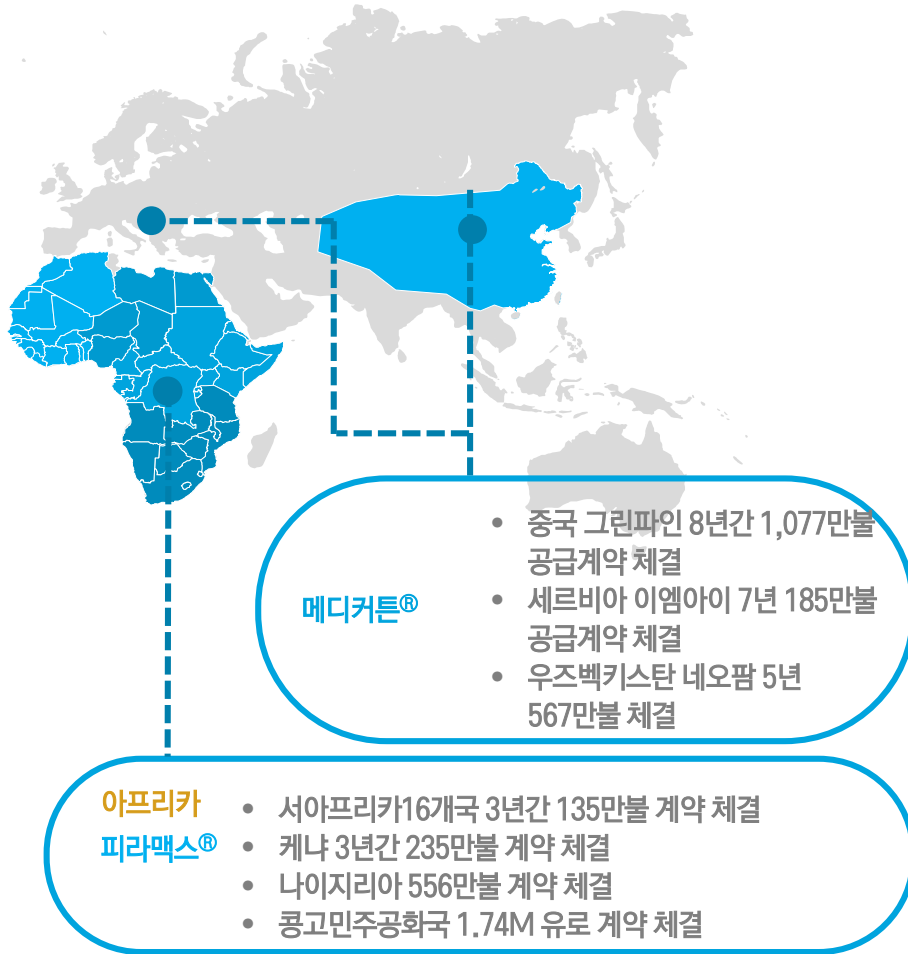 메디커튼®
• 중국 그린파인 8년간 1,077만불
공급계약 체결
• 세르비아 이엠아이 7년 185만불
공급계약 체결
• 우즈벡키스탄 네오팜 5년
567만불 체결
아프리카
피라맥스®
• 서아프리카16개국 3년간 135만불 계약 체결
• 케냐 3년간 235만불 계약 체결
• 나이지리아 556만불 계약 체결
• 콩고민주공화국 1.74M 유로 계약 체결